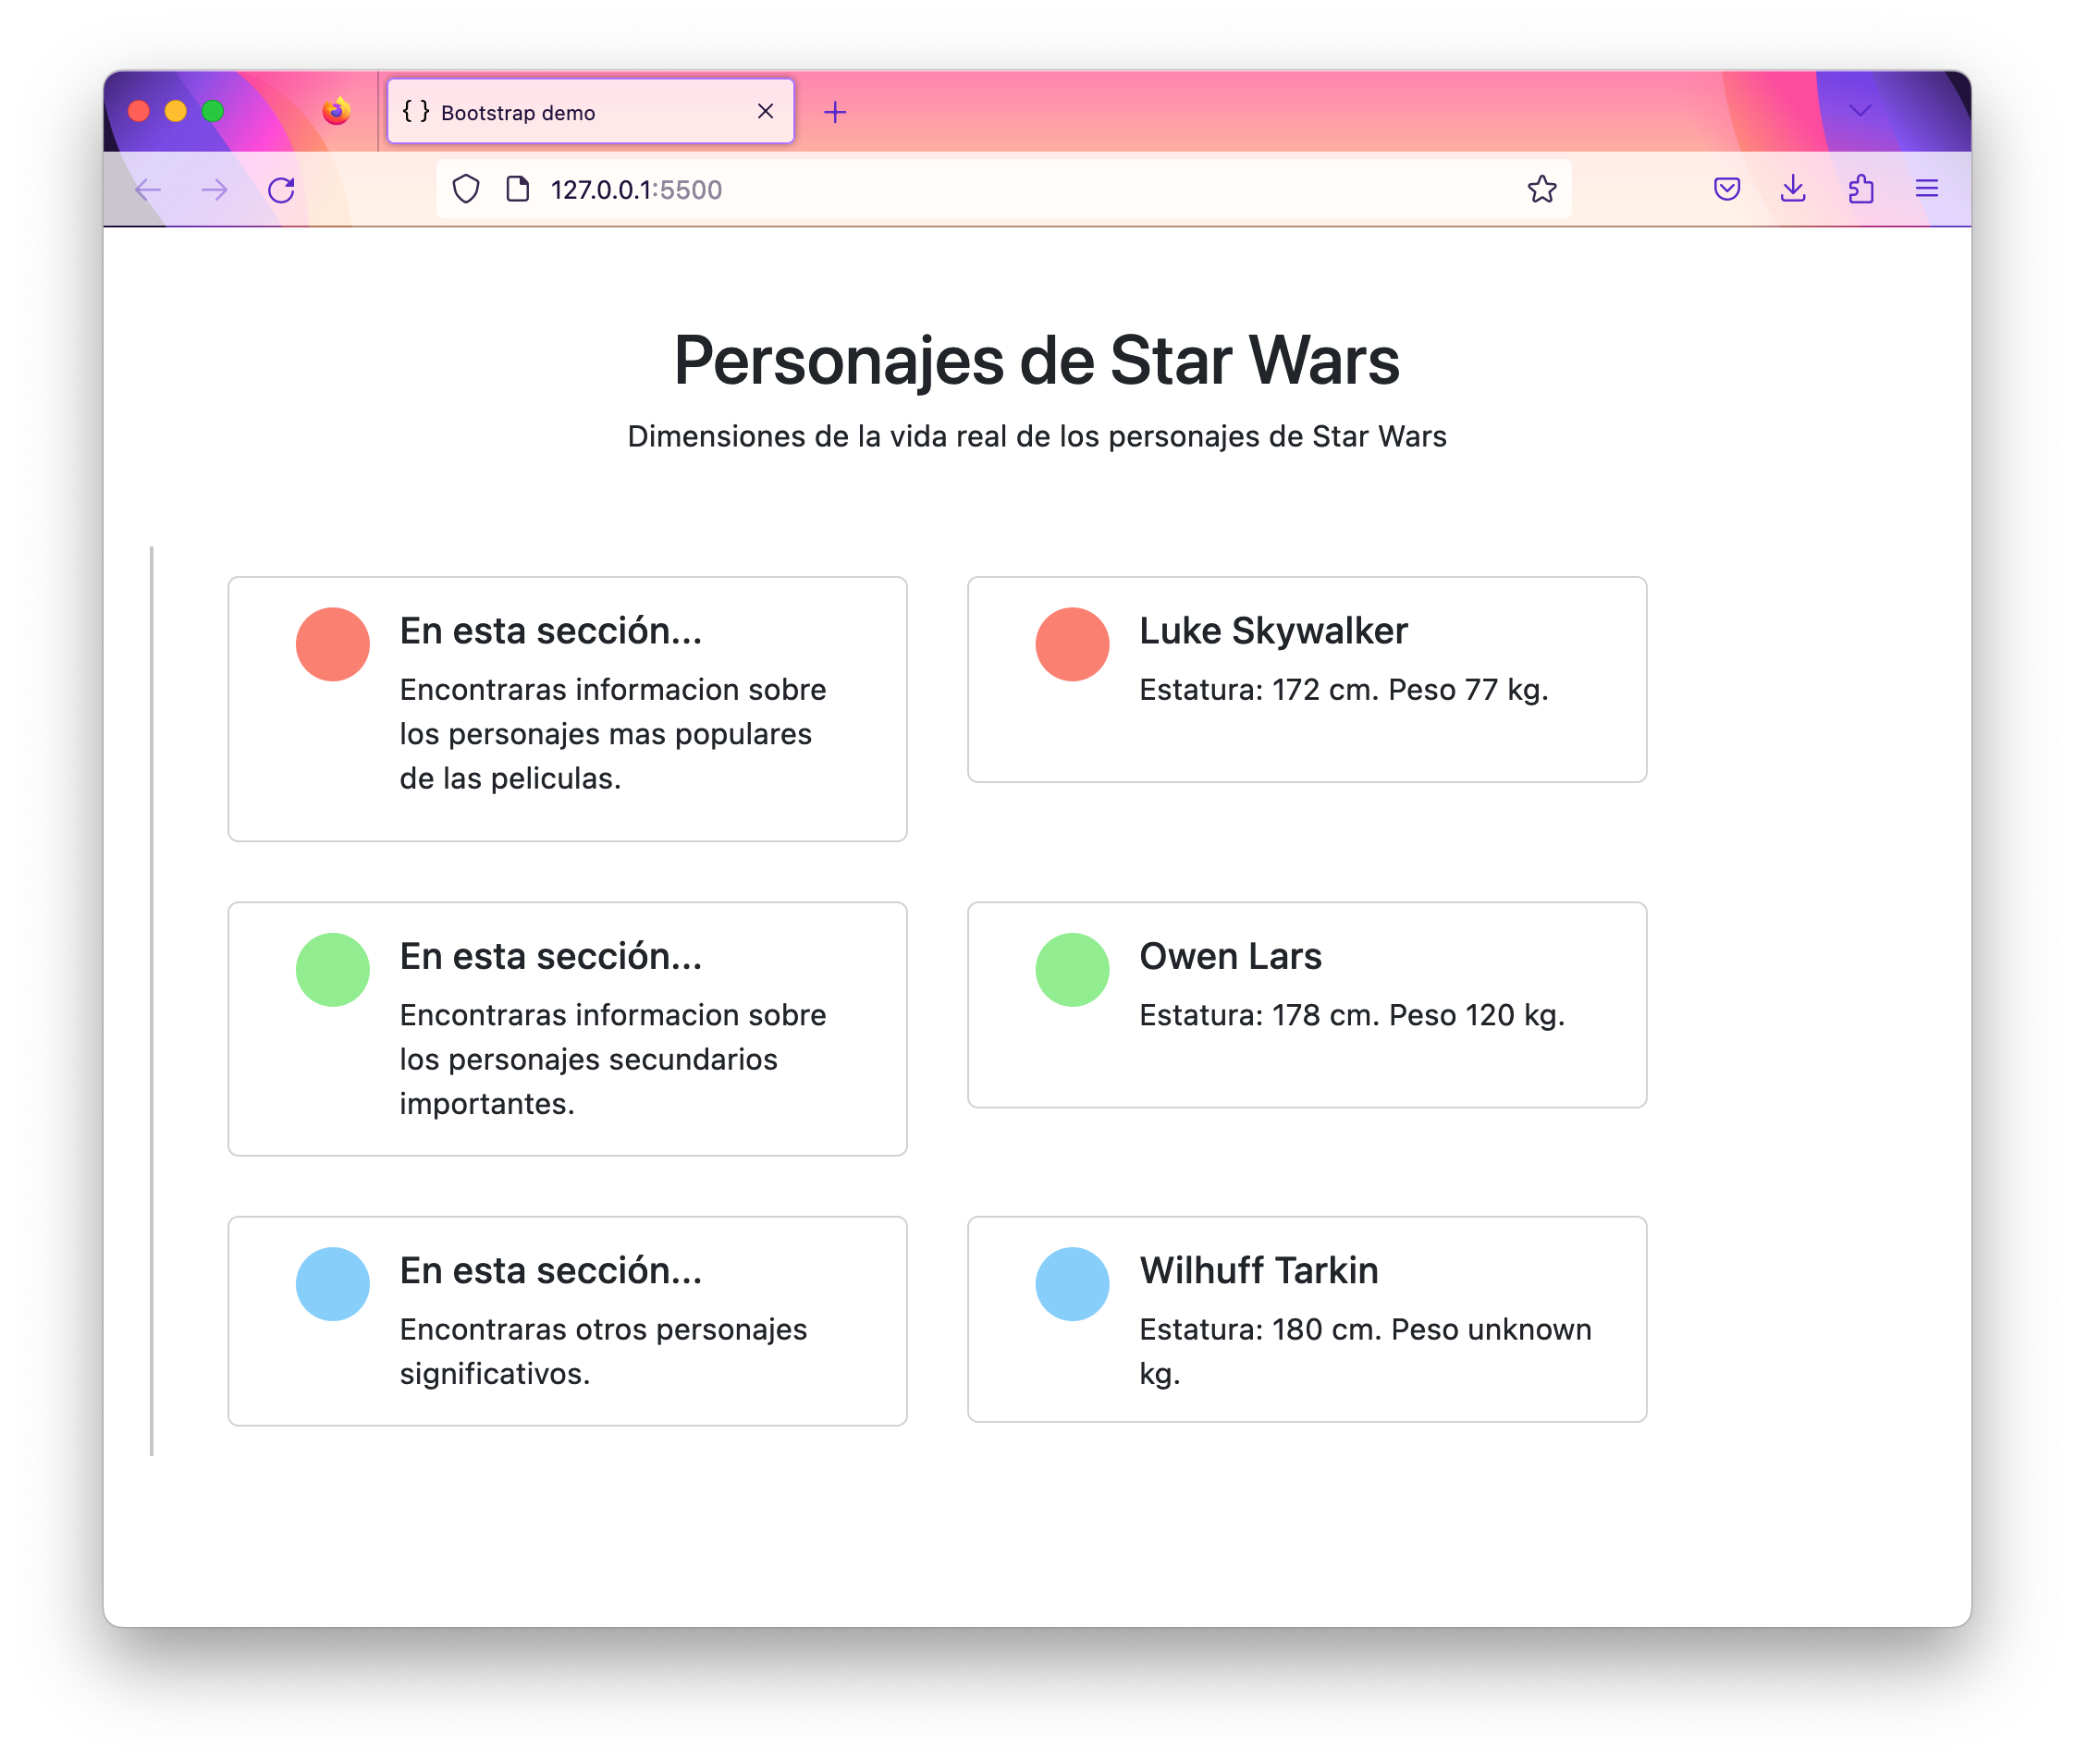 { } Bootstrap demo
127.0.0.1:5500
Personajes de Star Wars
Dimensiones de la vida real de los personajes de Star Wars
En esta sección...
Encontraras informacion sobre
los personajes mas populares
de las peliculas.
Luke Skywalker
Estatura: 172 cm. Peso 77 kg.
En esta sección...
Encontraras informacion sobre
los personajes secundarios
importantes.
Owen Lars
Estatura: 178 cm. Peso 120 kg.
En esta sección...
Encontraras otros personajes
significativos.
Wilhuff Tarkin
Estatura: 180 cm. Peso unknown
kg.